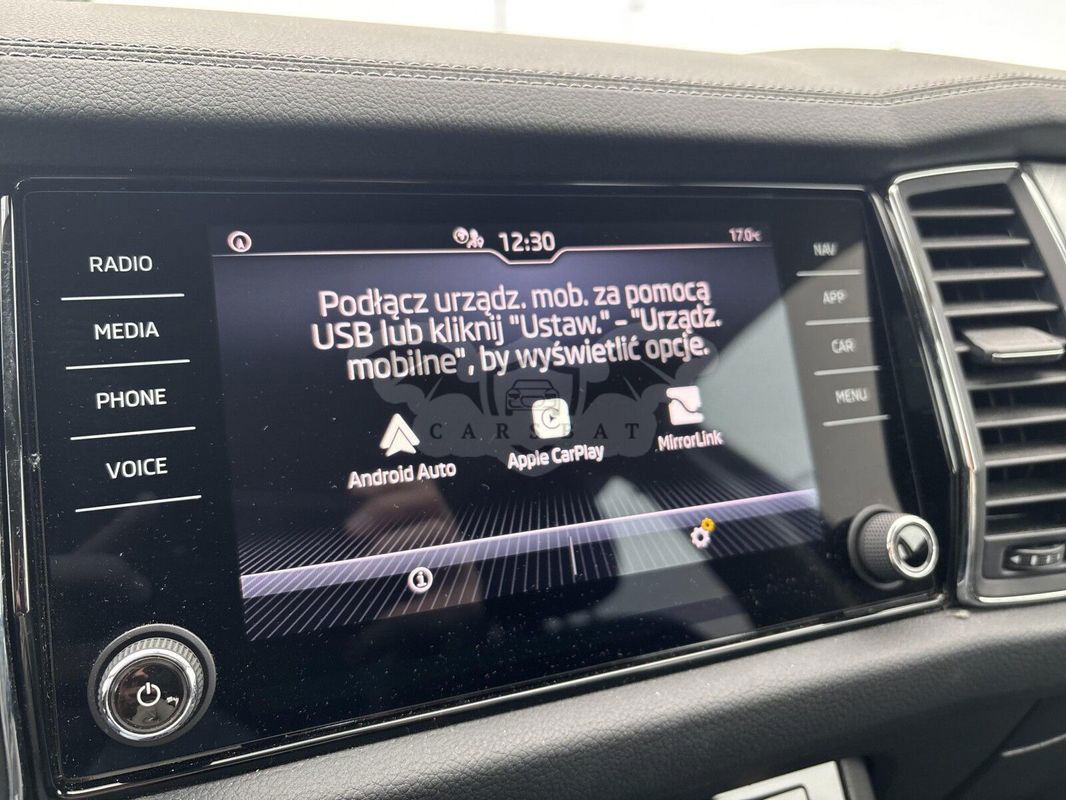 12:30
17.0°C
RADIO
MEDIA
PHONE
VOICE
Podłącz urządz. mob. za pomocą
USB lub kliknij "Ustaw." - "Urządz.
mobilne", by wyświetlić opcje.
CARSEAT
Android Auto
Apple CarPlay
MirrorLink
NAV
APP
CAR
MENU